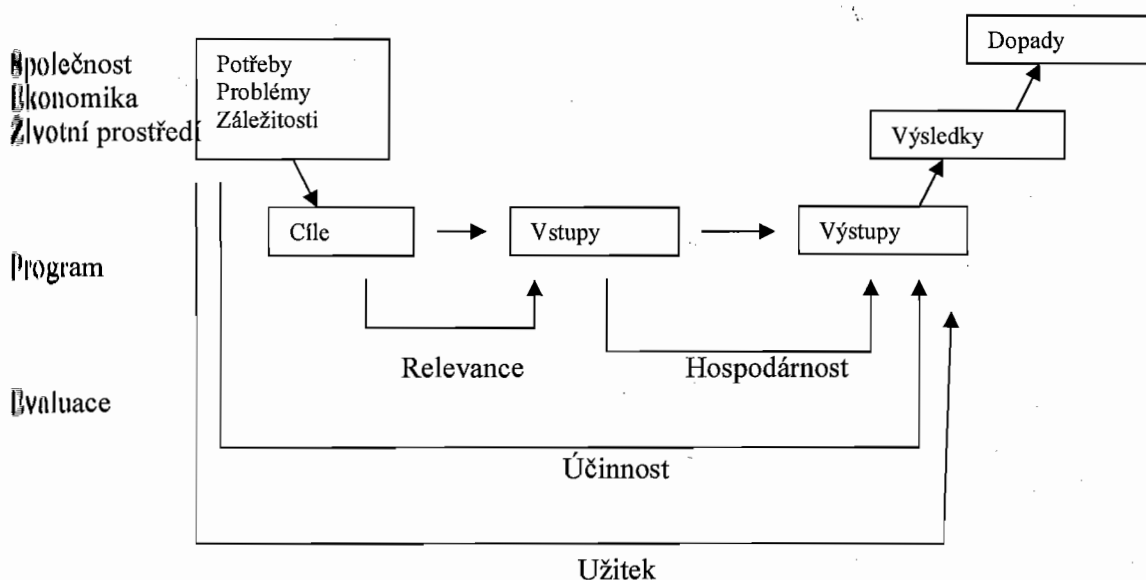 Společnost
Ekonomika
Životní prostředí
Potřeby
Problémy
Záležitosti
Dopady
Výsledky
Cíle
Vstupy
Výstupy
Program
Relevance
Hospodárnost
Evaluace
Účinnost
Užitek